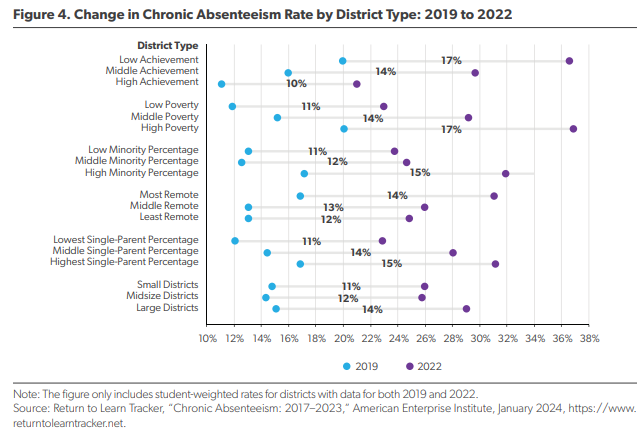 Figure 4. Change in Chronic Absenteeism Rate by District Type: 2019 to 2022
District Type
Low Achievement 17%
Middle Achievement 14%
High Achievement 10%
Low Poverty 11%
Middle Poverty 14%
High Poverty 17%
Low Minority Percentage 11%
Middle Minority Percentage 12%
High Minority Percentage 15%
Most Remote 14%
Middle Remote 13%
Least Remote 12%
Lowest Single-Parent Percentage 11%
Middle Single-Parent Percentage 14%
Highest Single-Parent Percentage 15%
Small Districts 11%
Midsize Districts 12%
Large Districts 14%
10% 12% 14% 16% 18% 20% 22% 24% 26% 28% 30% 32% 34% 36% 38%
2019 2022
Note: The figure only includes student-weighted rates for districts with data for both 2019 and 2022.
Source: Return to Learn Tracker, “Chronic Absenteeism: 2017–2023,” American Enterprise Institute, January 2024, https://www.
returntolearntracker.net.